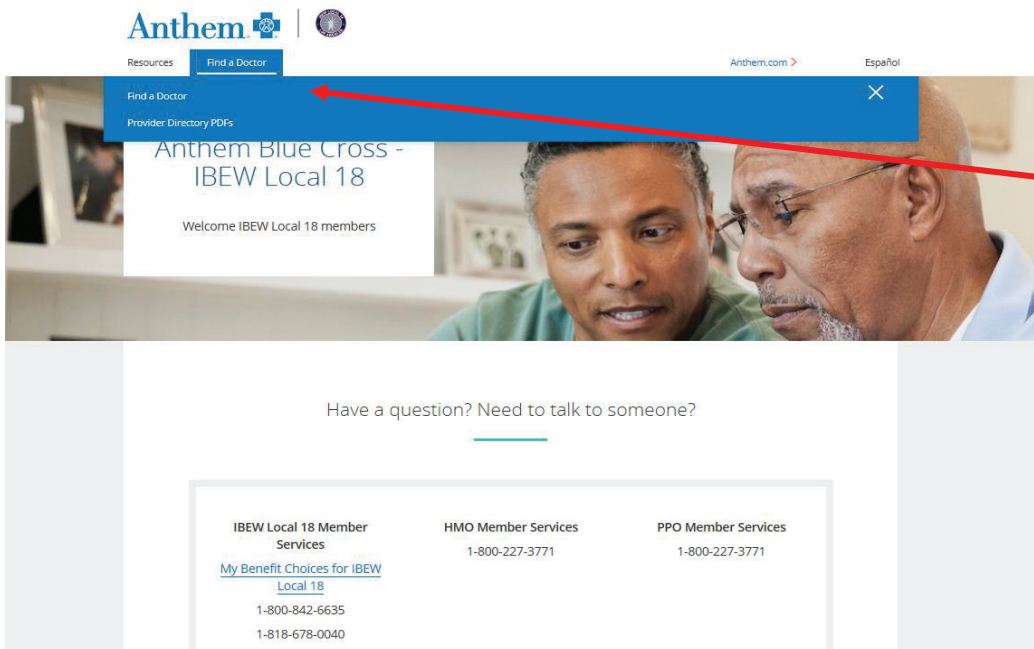 Anthem
Resources Find a Doctor Anthem.com > Español
Find a Doctor
Provider Directory PDFs
Anthem Blue Cross -
IBEW Local 18
Welcome IBEW Local 18 members
Have a question? Need to talk to someone?
IBEW Local 18 Member
Services
My Benefit Choices for IBEW
Local 18
1-800-842-6635
1-818-678-0040
HMO Member Services
1-800-227-3771
PPO Member Services
1-800-227-3771